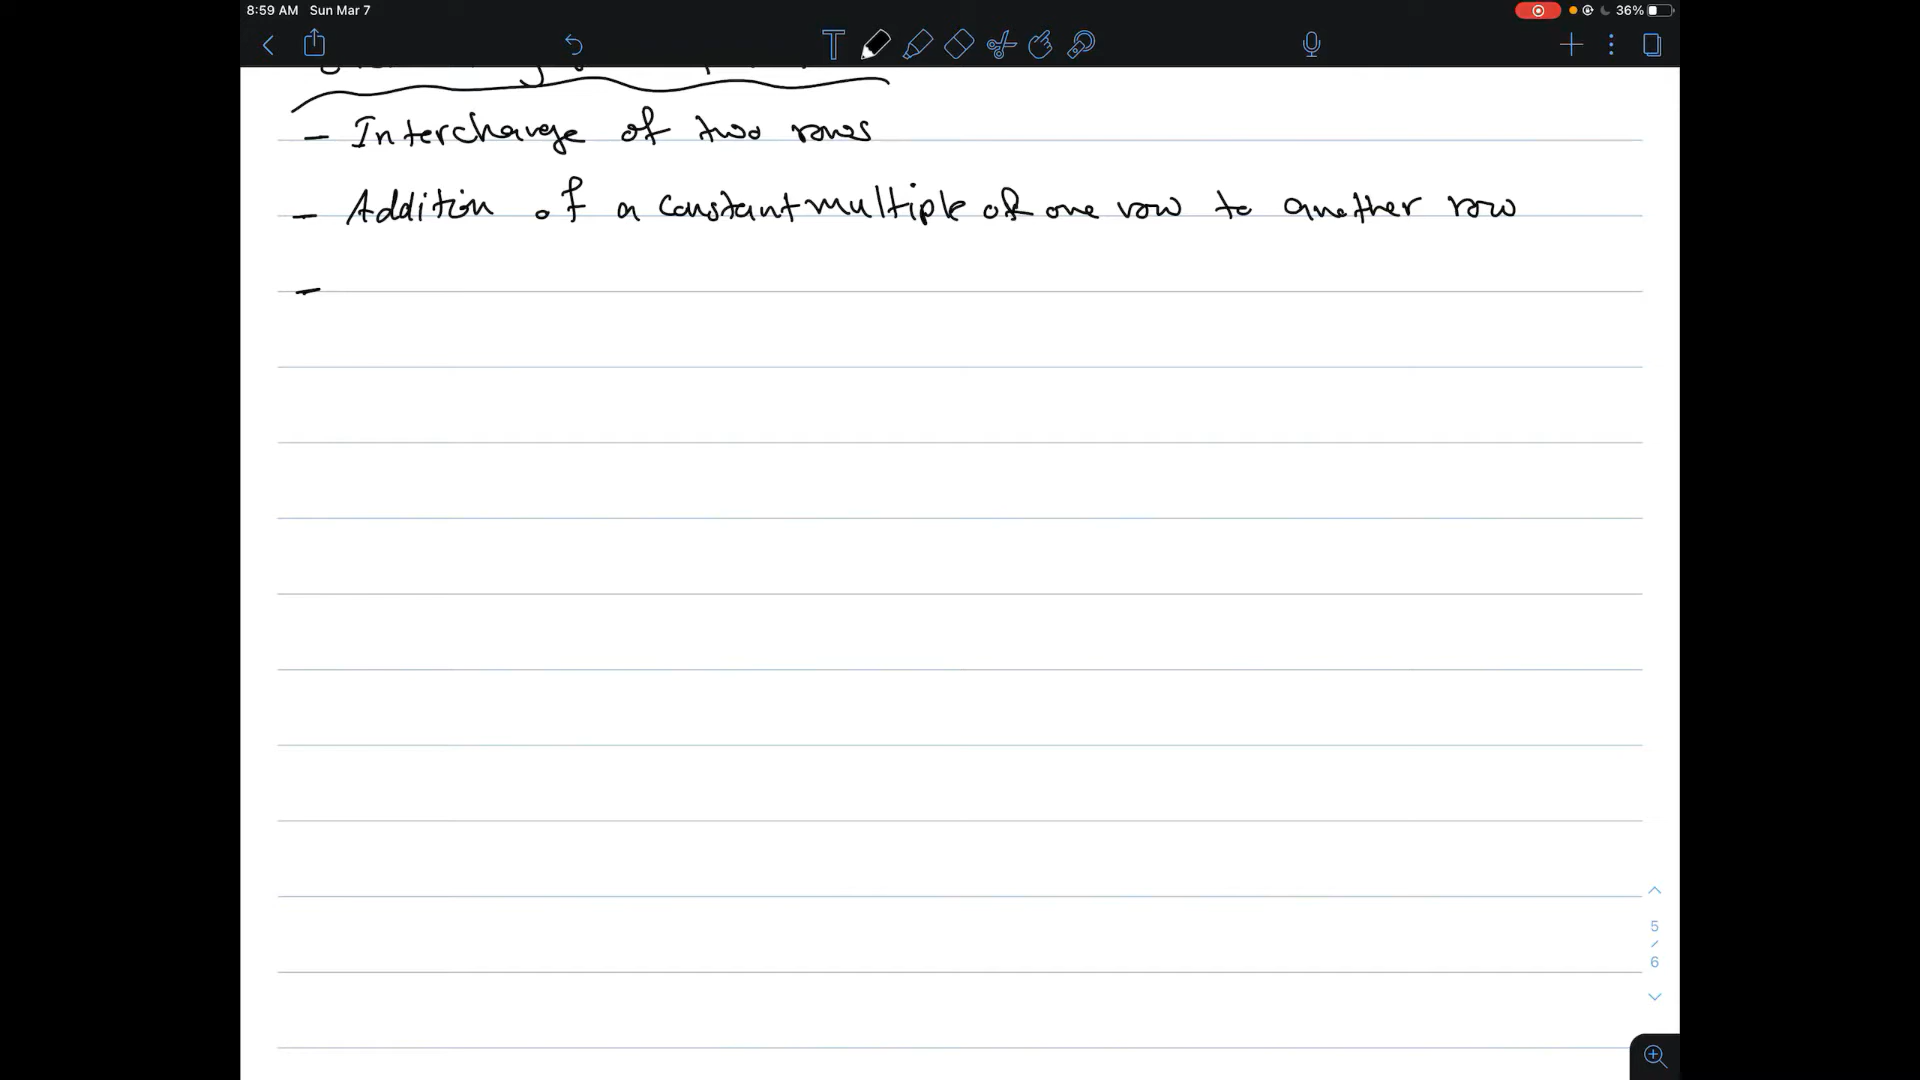 8:59 AM Sun Mar 7
36%
- Interchange of two rows
- Addition of a constant multiple of one row to another row
-
5
/
6